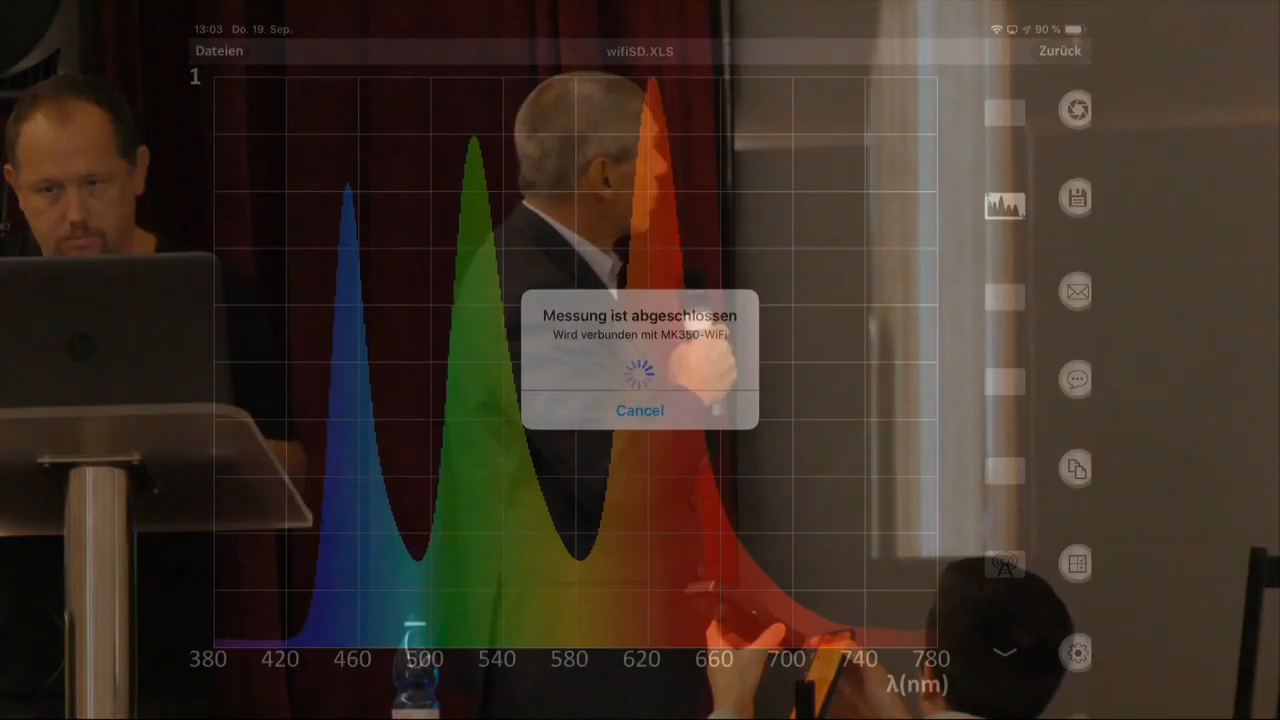 13:03 Do. 19. Sep.
90 %
Dateien
wifiSD.XLS
Zurück
1
Messung ist abgeschlossen
Wird verbunden mit MK350-WiFi
Cancel
380 420 460 500 540 580 620 660 700 740 780
λ(nm)